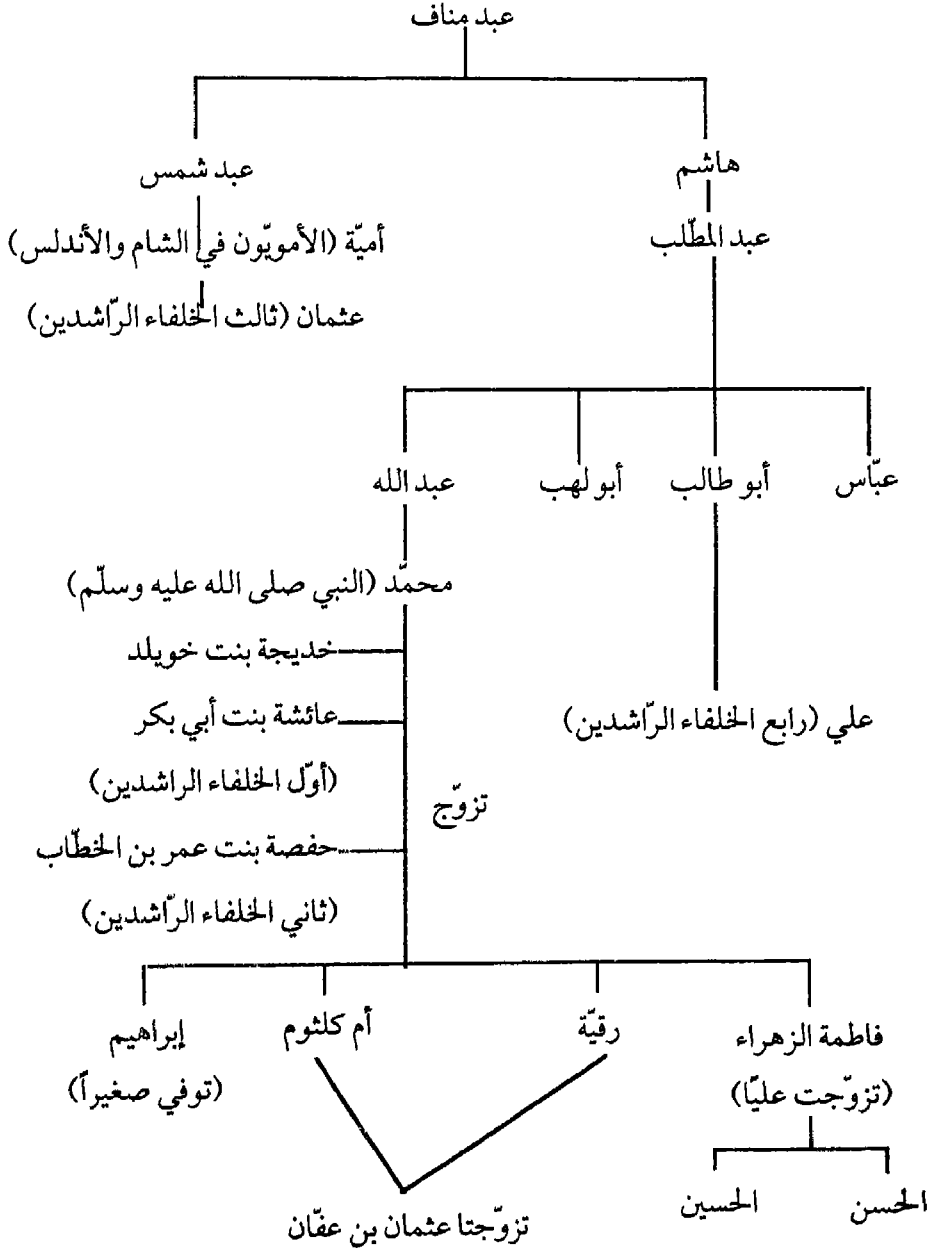 عبد مناف
هاشم
عبد شمس
عبد المطّلب
أميّة (الأمويّون في الشام والأندلس)
عثمان (ثالث الخلفاء الرّاشدين)
عبّاس
أبو طالب
أبو لهب
عبد الله
محمّد (النبي صلى الله عليه وسلّم)
خديجة بنت خويلد
علي (رابع الخلفاء الرّاشدين)
عائشة بنت أبي بكر
(أوّل الخلفاء الراشدين)
تزوّج
حفصة بنت عمر بن الخطّاب
(ثاني الخلفاء الرّاشدين)
فاطمة الزهراء
رقيّة
أم كلثوم
إبراهيم
(تزوّجت عليًّا)
(توفي صغيراً)
الحسن
الحسين
تزوّجتا عثمان بن عفّان